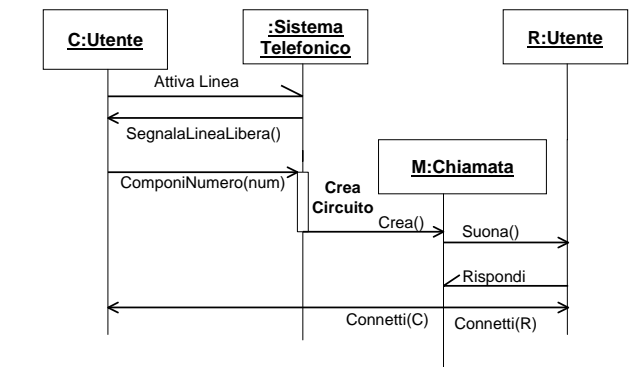 C:Utente
:Sistema
Telefonico
R:Utente
Attiva Linea
SegnalaLineaLibera()
ComponiNumero(num)
Crea
Circuito
M:Chiamata
Crea()
Suona()
Rispondi
Connetti(C)
Connetti(R)